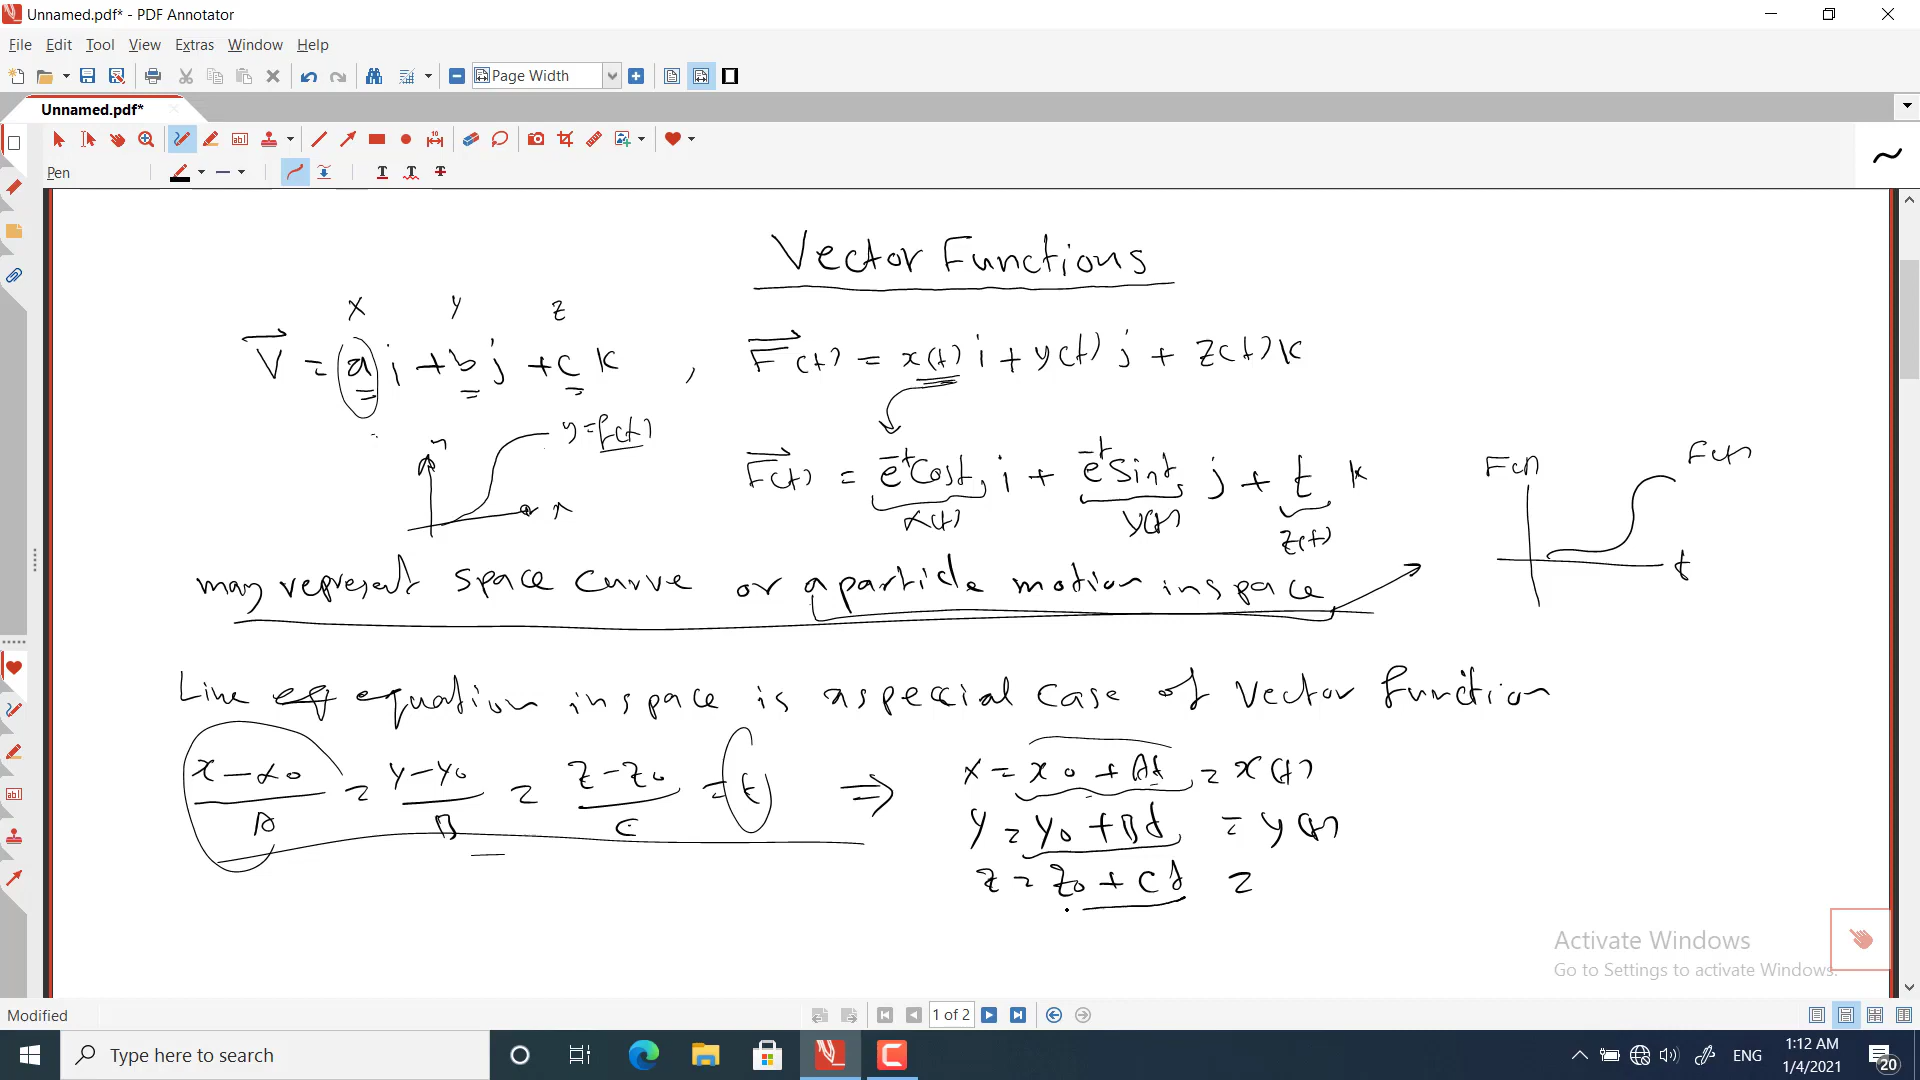 Unnamed.pdf* - PDF Annotator
File Edit Tool View Extras Window Help
Page Width
Unnamed.pdf*
Pen
Vector Functions
x y z
V = a i + b j + c k , F(t) = x(t) i + y(t) j + z(t) k
y = f(x)
y
x
F(t) = e^-t Cost i + e^-t Sint j + t k
x(t) y(t) z(t)
F(t) F(t)
t
may represent space curve or a particle motion in space
Line equation in space is a special case of vector function
x-x₀/A = y-y₀/B = z-z₀/C = t ⇒ x = x₀ + At = x(t)
y = y₀ + Bt = y(t)
z = z₀ + ct =
Activate Windows
Go to Settings to activate Windows.
Modified
1 of 2
Type here to search
ENG
1:12 AM
1/4/2021
20